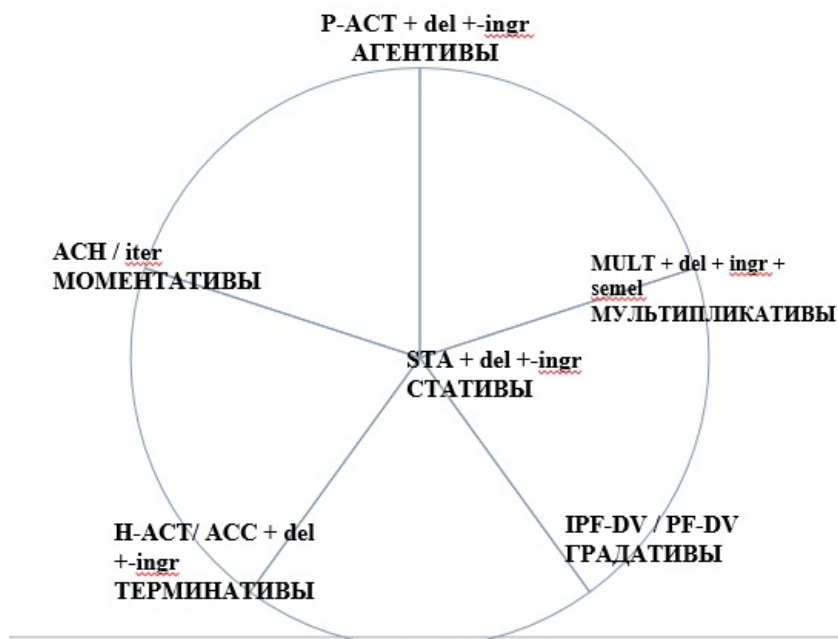 P-ACT + del +-ingr
АГЕНТИВЫ
ACH / iter
МОМЕНТАТИВЫ
MULT + del + ingr +
semel
МУЛЬТИПЛИКАТИВЫ
STA + del +-ingr
СТАТИВЫ
H-ACT/ ACC + del
+-ingr
ТЕРМИНАТИВЫ
IPF-DV / PF-DV
ГРАДАТИВЫ